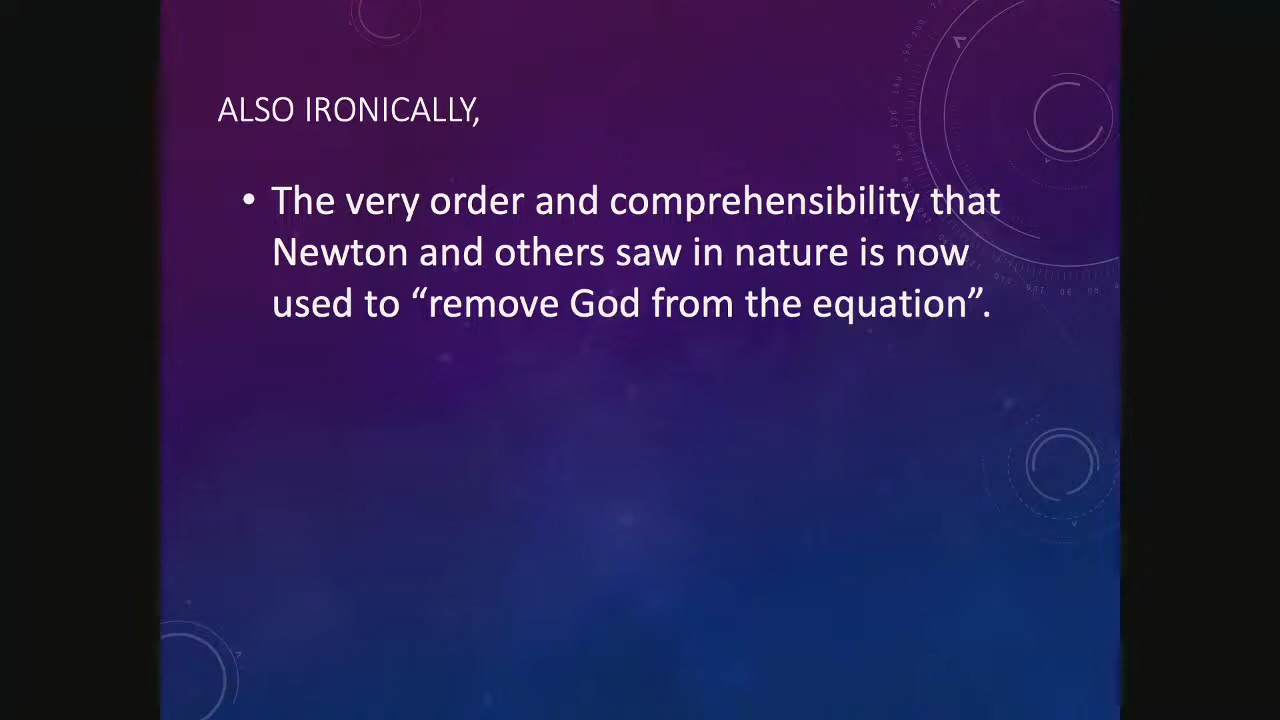 ALSO IRONICALLY,
• The very order and comprehensibility that
Newton and others saw in nature is now
used to “remove God from the equation”.